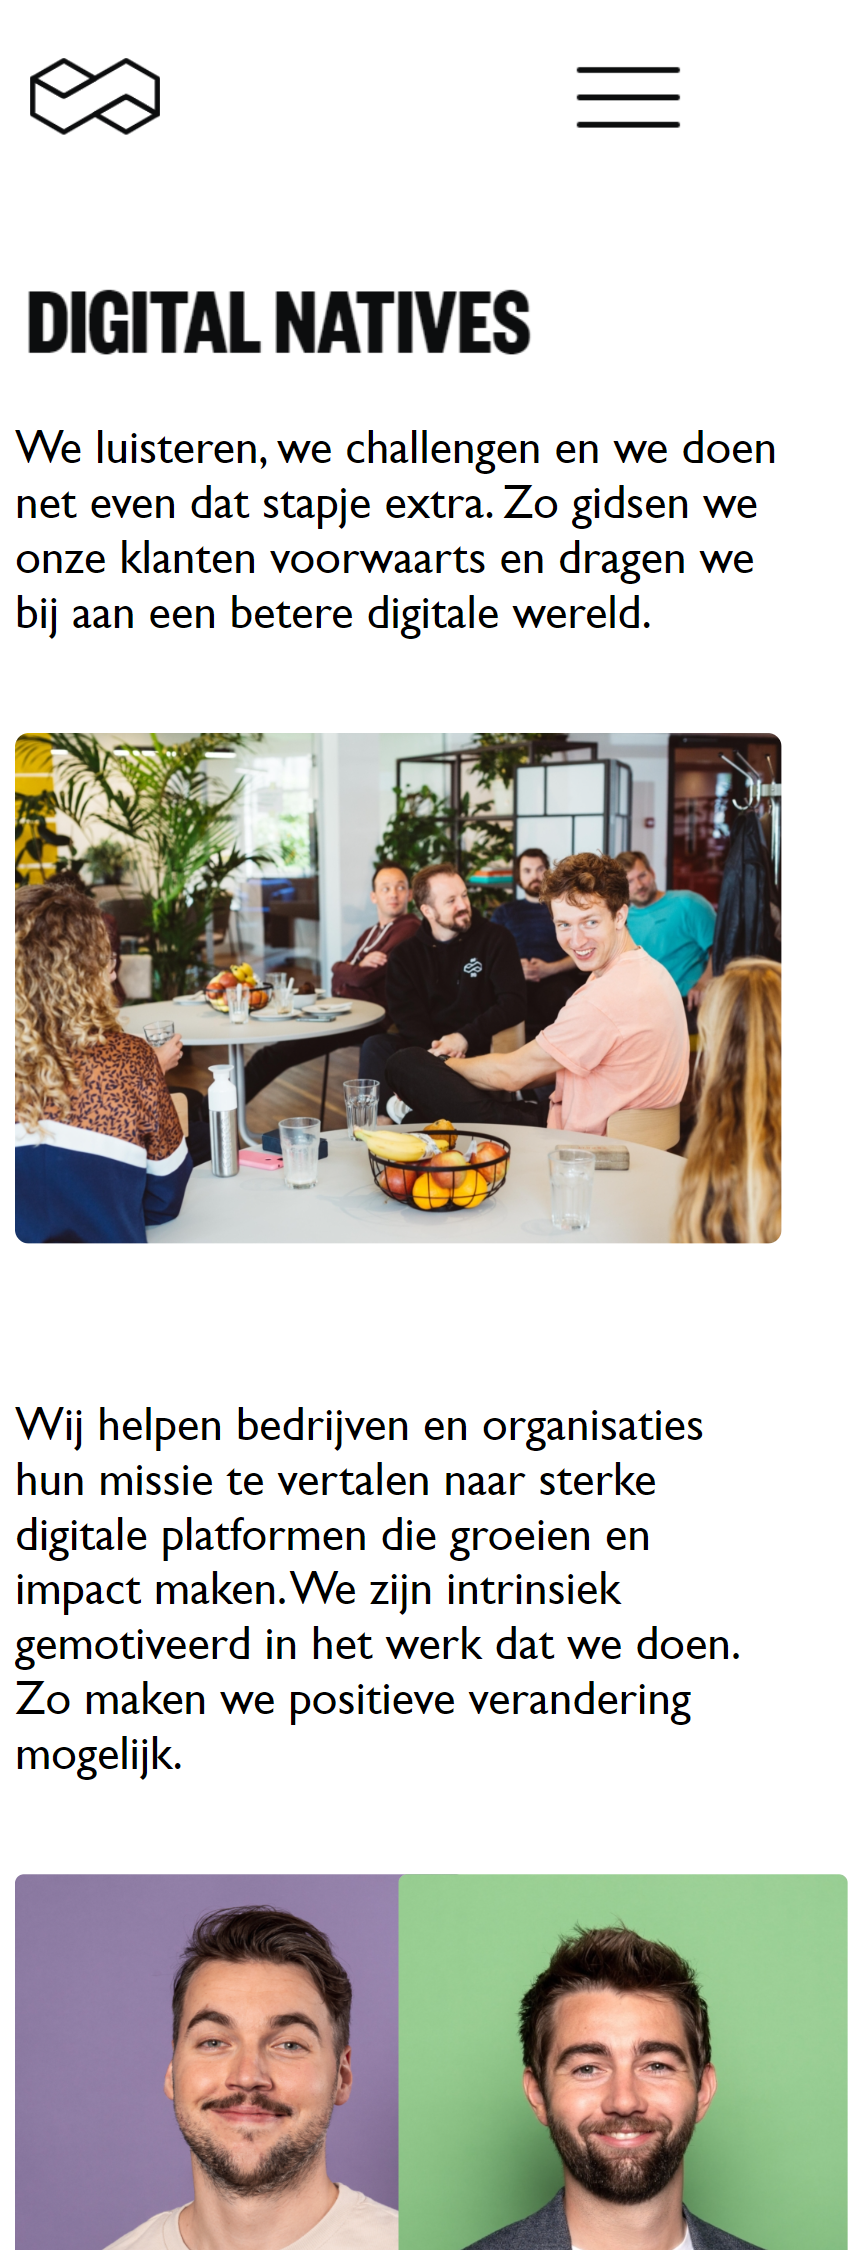 DIGITAL NATIVES
We luisteren, we challengen en we doen
net even dat stapje extra. Zo gidsen we
onze klanten voorwaarts en dragen we
bij aan een betere digitale wereld.
Wij helpen bedrijven en organisaties
hun missie te vertalen naar sterke
digitale platformen die groeien en
impact maken. We zijn intrinsiek
gemotiveerd in het werk dat we doen.
Zo maken we positieve verandering
mogelijk.